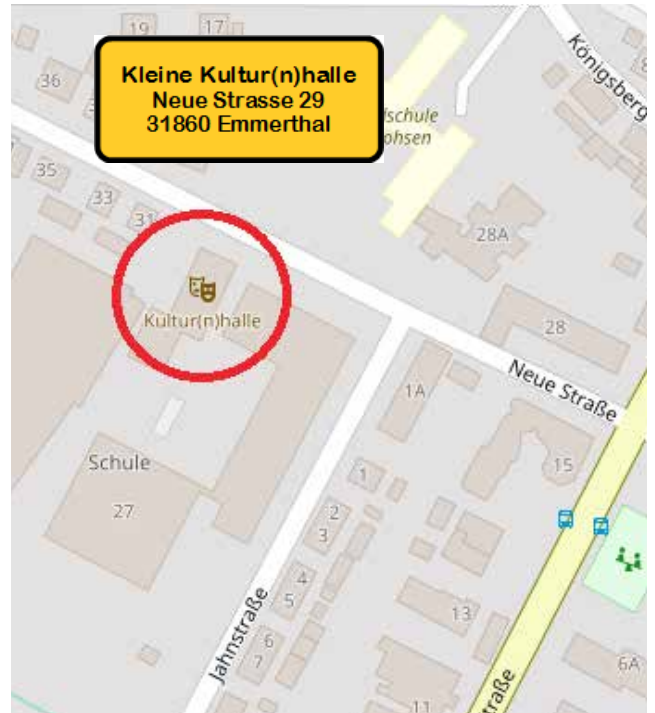 19
17
36
Kleine Kultur(n)halle
Neue Strasse 29
31860 Emmerthal
Königsberg
schule
ohsen
35
33
31
28A
Kultur(n)halle
28
Neue Straße
1A
Schule
27
15
1
2
3
4
5
6
7
13
6A
11
Jahnstraße
traße